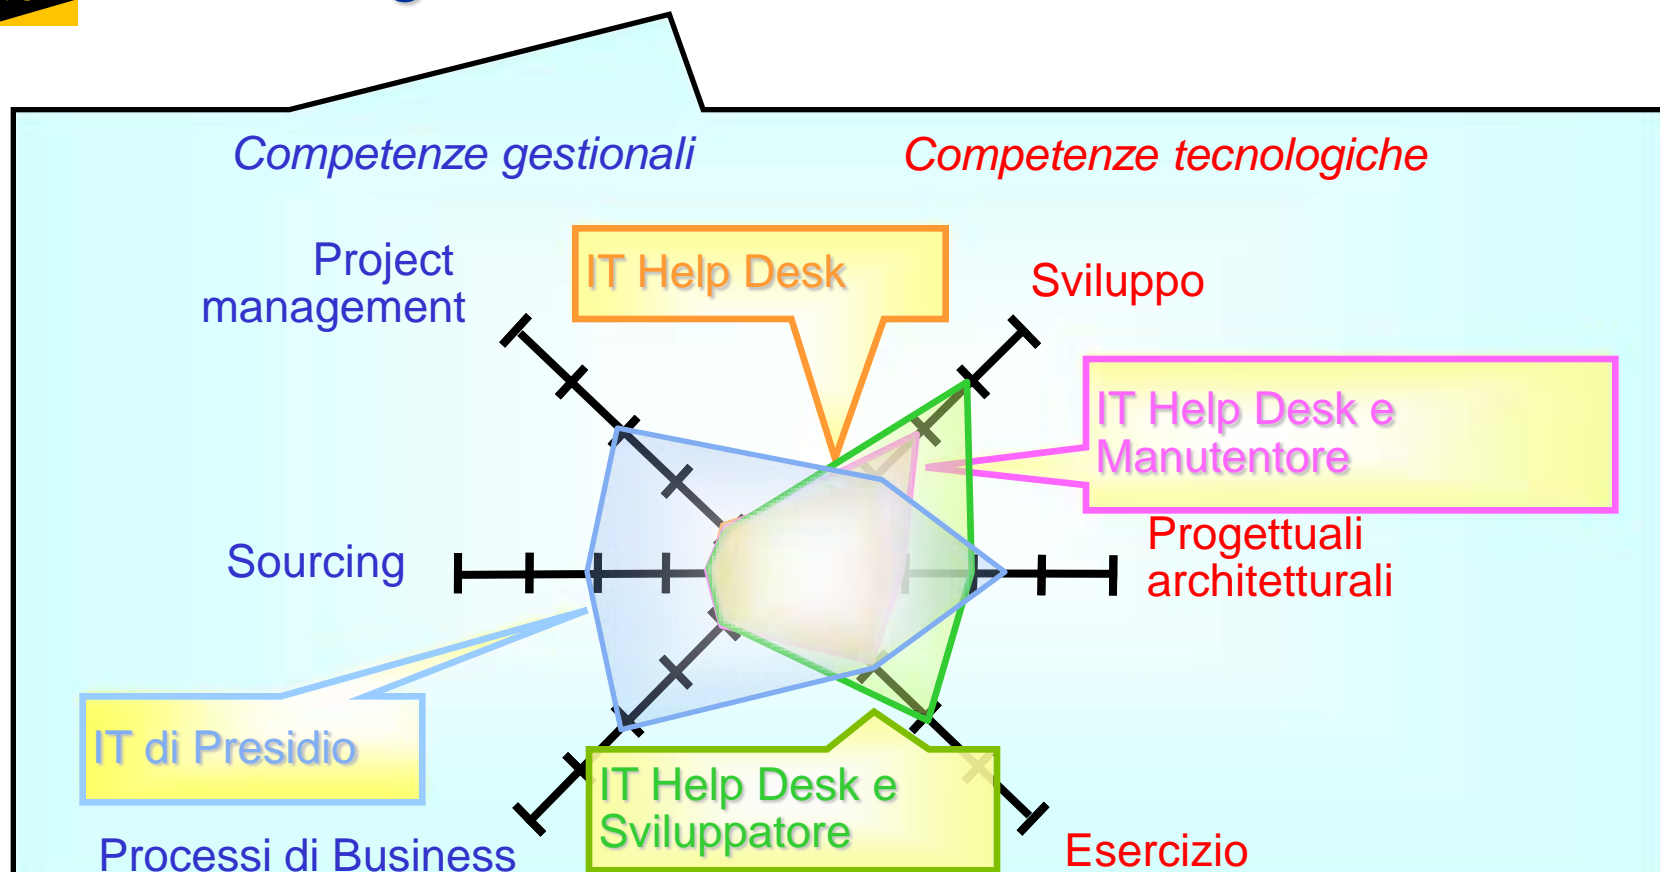 Competenze gestionali
Competenze tecnologiche
Project
management
IT Help Desk
Sviluppo
IT Help Desk e
Manutentore
Sourcing
Progettuali
architetturali
IT di Presidio
IT Help Desk e
Sviluppatore
Processi di Business
Esercizio